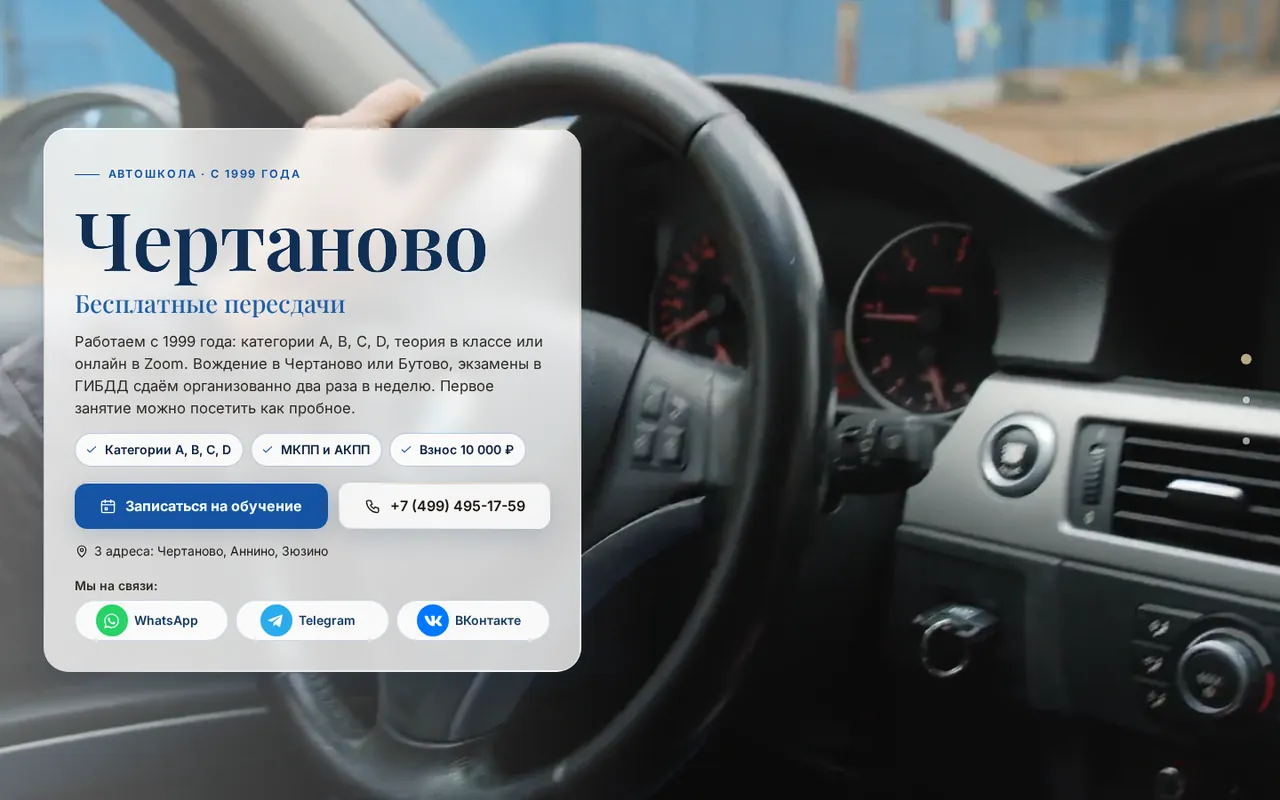 АВТОШКОЛА · С 1999 ГОДА
Чертаново
Бесплатные пересдачи
Работаем с 1999 года: категории A, B, C, D, теория в классе или
онлайн в Zoom. Вождение в Чертаново или Бутово, экзамены в
ГИБДД сдаём организованно два раза в неделю. Первое
занятие можно посетить как пробное.
Категории A, B, C, D
МКПП и АКПП
Взнос 10 000 ₽
Записаться на обучение
+7 (499) 495-17-59
3 адреса: Чертаново, Аннино, Зюзино
Мы на связи:
WhatsApp
Telegram
ВКонтакте